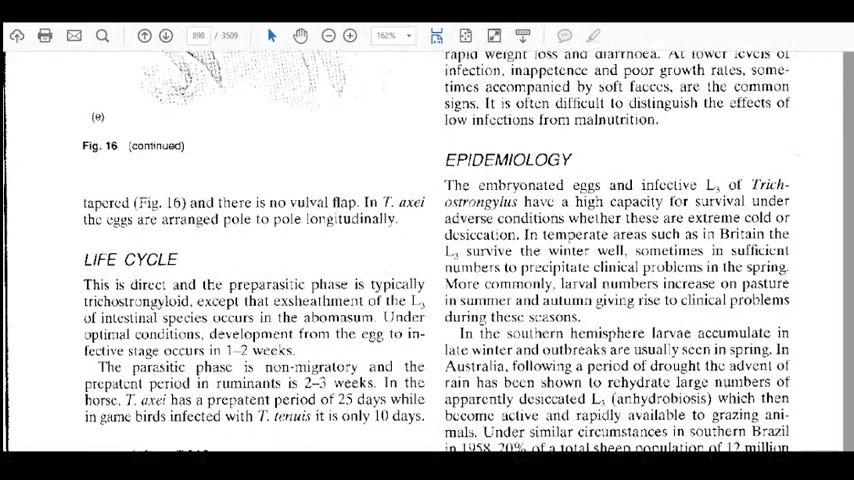 898 / 3509
162%
(e)
Fig. 16 (continued)
tapered (Fig. 16) and there is no vulval flap. In T. axei
the eggs are arranged pole to pole longitudinally.
LIFE CYCLE
This is direct and the preparasitic phase is typically
trichostrongyloid, except that exsheathment of the L3
of intestinal species occurs in the abomasum. Under
optimal conditions, development from the egg to in-
fective stage occurs in 1–2 weeks.
The parasitic phase is non-migratory and the
prepatent period in ruminants is 2–3 weeks. In the
horse, T. axei has a prepatent period of 25 days while
in game birds infected with T. tenuis it is only 10 days.
rapid weight loss and diarrhoea. At lower levels of
infection, inappetence and poor growth rates, some-
times accompanied by soft faeces, are the common
signs. It is often difficult to distinguish the effects of
low infections from malnutrition.
EPIDEMIOLOGY
The embryonated eggs and infective L3 of Trich-
ostrongylus have a high capacity for survival under
adverse conditions whether these are extreme cold or
desiccation. In temperate areas such as in Britain the
L3 survive the winter well, sometimes in sufficient
numbers to precipitate clinical problems in the spring.
More commonly, larval numbers increase on pasture
in summer and autumn giving rise to clinical problems
during these seasons.
In the southern hemisphere larvae accumulate in
late winter and outbreaks are usually seen in spring. In
Australia, following a period of drought the advent of
rain has been shown to rehydrate large numbers of
apparently desiccated L3 (anhydrobiosis) which then
become active and rapidly available to grazing ani-
mals. Under similar circumstances in southern Brazil
in 1958, 20% of a total sheep population of 12 million